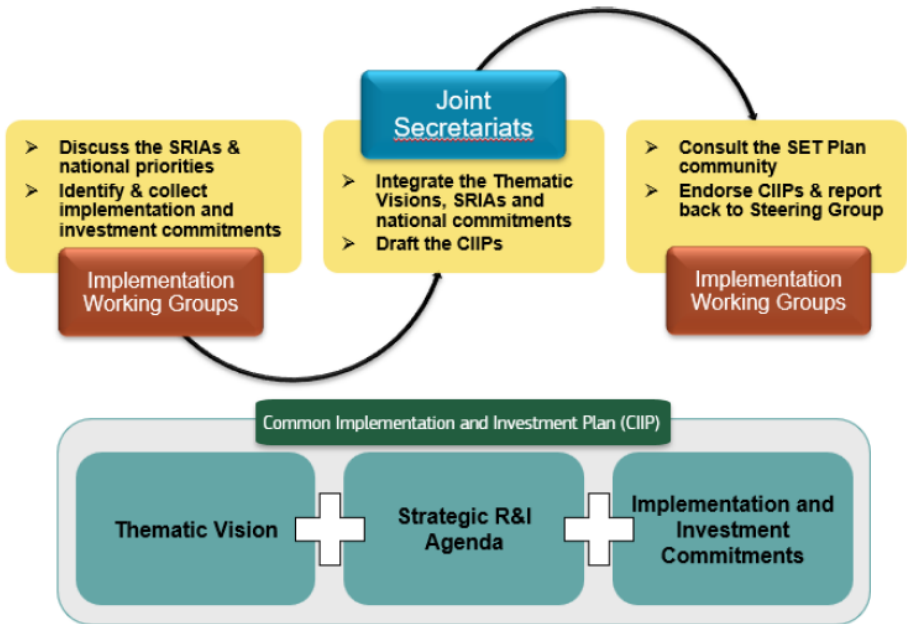 Joint
Secretariats
➢ Discuss the SRIAs &
national priorities
➢ Identify & collect
implementation and
investment commitments
Implementation
Working Groups
➢ Integrate the Thematic
Visions, SRIAs and
national commitments
➢ Draft the CIIPs
➢ Consult the SET Plan
community
➢ Endorse CIIPs & report
back to Steering Group
Implementation
Working Groups
Common Implementation and Investment Plan (CIIP)
Thematic Vision
Strategic R&I
Agenda
Implementation and
Investment
Commitments